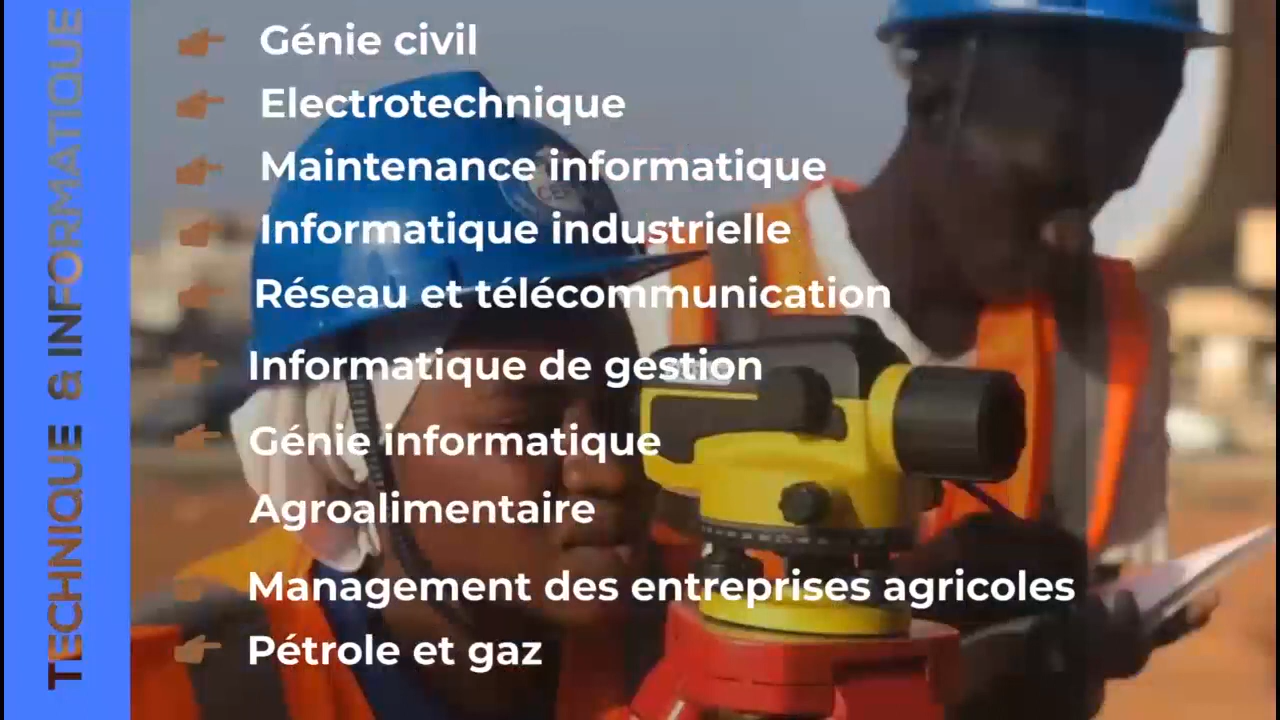 TECHNIQUE & INFORMATIQUE
Génie civil
Electrotechnique
Maintenance informatique
Informatique industrielle
Réseau et télécommunication
Informatique de gestion
Génie informatique
Agroalimentaire
Management des entreprises agricoles
Pétrole et gaz